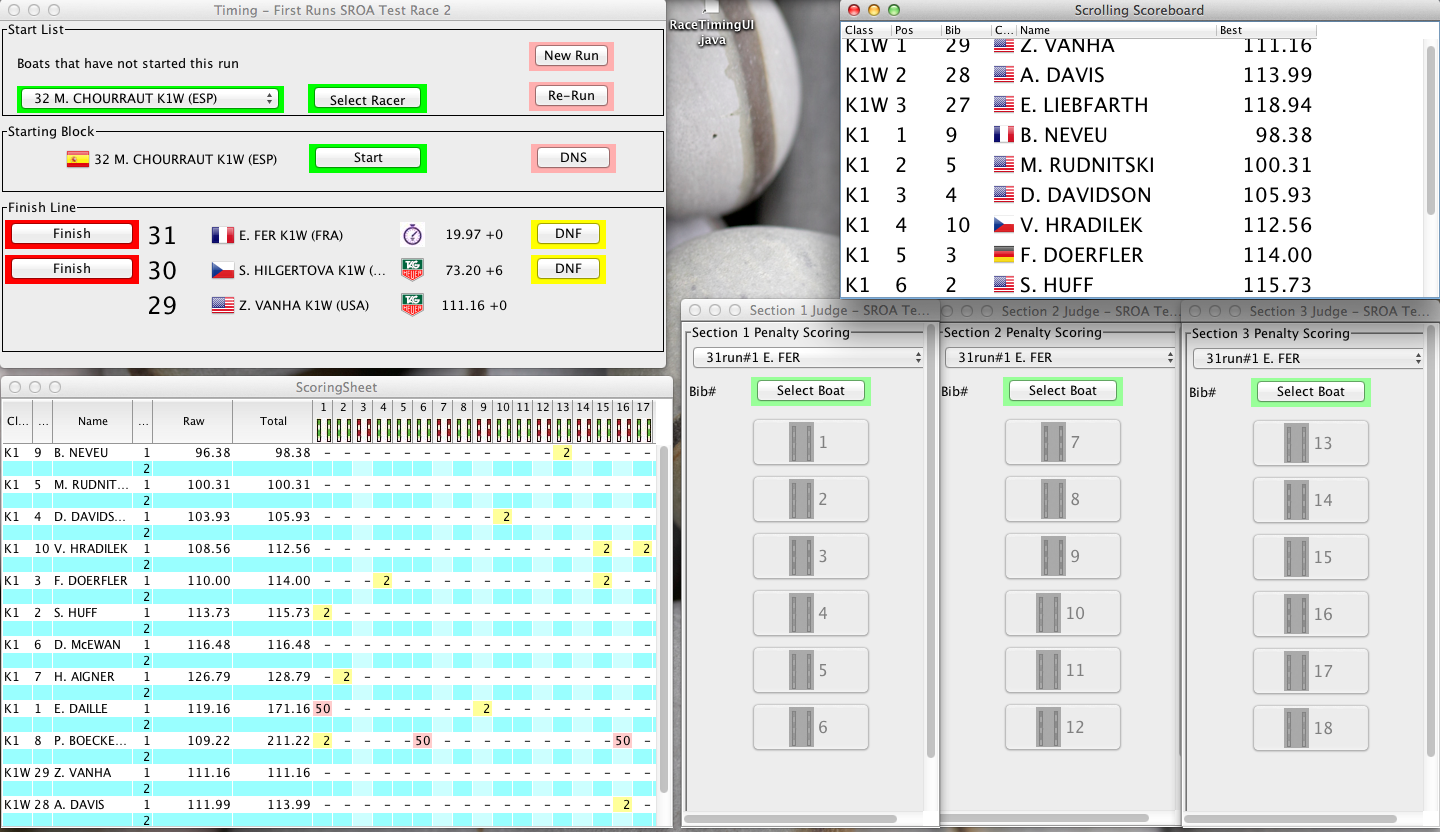 Timing – First Runs SROA Test Race 2
Start List
Boats that have not started this run
New Run
32 M. CHOURRAUT K1W (ESP)
Select Racer
Re-Run
Starting Block
32 M. CHOURRAUT K1W (ESP)
Start
DNS
Finish Line
Finish 31 E. FER K1W (FRA) 19.97 +0 DNF
Finish 30 S. HILGERTOVA K1W (... TAG HEUER 73.20 +6 DNF
29 Z. VANHA K1W (USA) TAG HEUER 111.16 +0
RaceTimingUI
.java
Scrolling Scoreboard
Class Pos Bib C... Name Best
K1W 1 29 Z. VANHA 111.16
K1W 2 28 A. DAVIS 113.99
K1W 3 27 E. LIEBFARTH 118.94
K1 1 9 B. NEVEU 98.38
K1 2 5 M. RUDNITSKI 100.31
K1 3 4 D. DAVIDSON 105.93
K1 4 10 V. HRADILEK 112.56
K1 5 3 F. DOERFLER 114.00
K1 6 2 S. HUFF 115.73
ScoringSheet
Cl... ... Name ... Raw Total 1 2 3 4 5 6 7 8 9 10 11 12 13 14 15 16 17
K1 9 B. NEVEU 1 96.38 98.38 – – – – – – – – – – – – 2 – – – –
2
K1 5 M. RUDNIT... 1 100.31 100.31 – – – – – – – – – – – – – – – – –
2
K1 4 D. DAVIDS... 1 103.93 105.93 – – – – – – – – – 2 – – – – – – –
2
K1 10 V. HRADILEK 1 108.56 112.56 – – – – – – – – – – – – – – 2 – 2
2
K1 3 F. DOERFLER 1 110.00 114.00 – – – 2 – – – – – – – – – – 2 – –
2
K1 2 S. HUFF 1 113.73 115.73 2 – – – – – – – – – – – – – – – –
2
K1 6 D. McEWAN 1 116.48 116.48 – – – – – – – – – – – – – – – – –
2
K1 7 H. AIGNER 1 126.79 128.79 – 2 – – – – – – – – – – – – – – –
2
K1 1 E. DAILLE 1 119.16 171.16 50 – – – – – – – 2 – – – – – – – –
2
K1 8 P. BOECKE... 1 109.22 211.22 2 – – – – 50 – – – – – – – – – 50 –
2
K1W 29 Z. VANHA 1 111.16 111.16 – – – – – – – – – – – – – – – – –
2
K1W 28 A. DAVIS 1 111.99 113.99 – – – – – – – – – – – – – – – 2 –
2
Section 1 Judge – SROA Te...
Section 1 Penalty Scoring
31run#1 E. FER
Bib# Select Boat
1
2
3
4
5
6
Section 2 Judge – SROA Te...
Section 2 Penalty Scoring
31run#1 E. FER
Bib# Select Boat
7
8
9
10
11
12
Section 3 Judge – SROA Te...
Section 3 Penalty Scoring
31run#1 E. FER
Bib# Select Boat
13
14
15
16
17
18